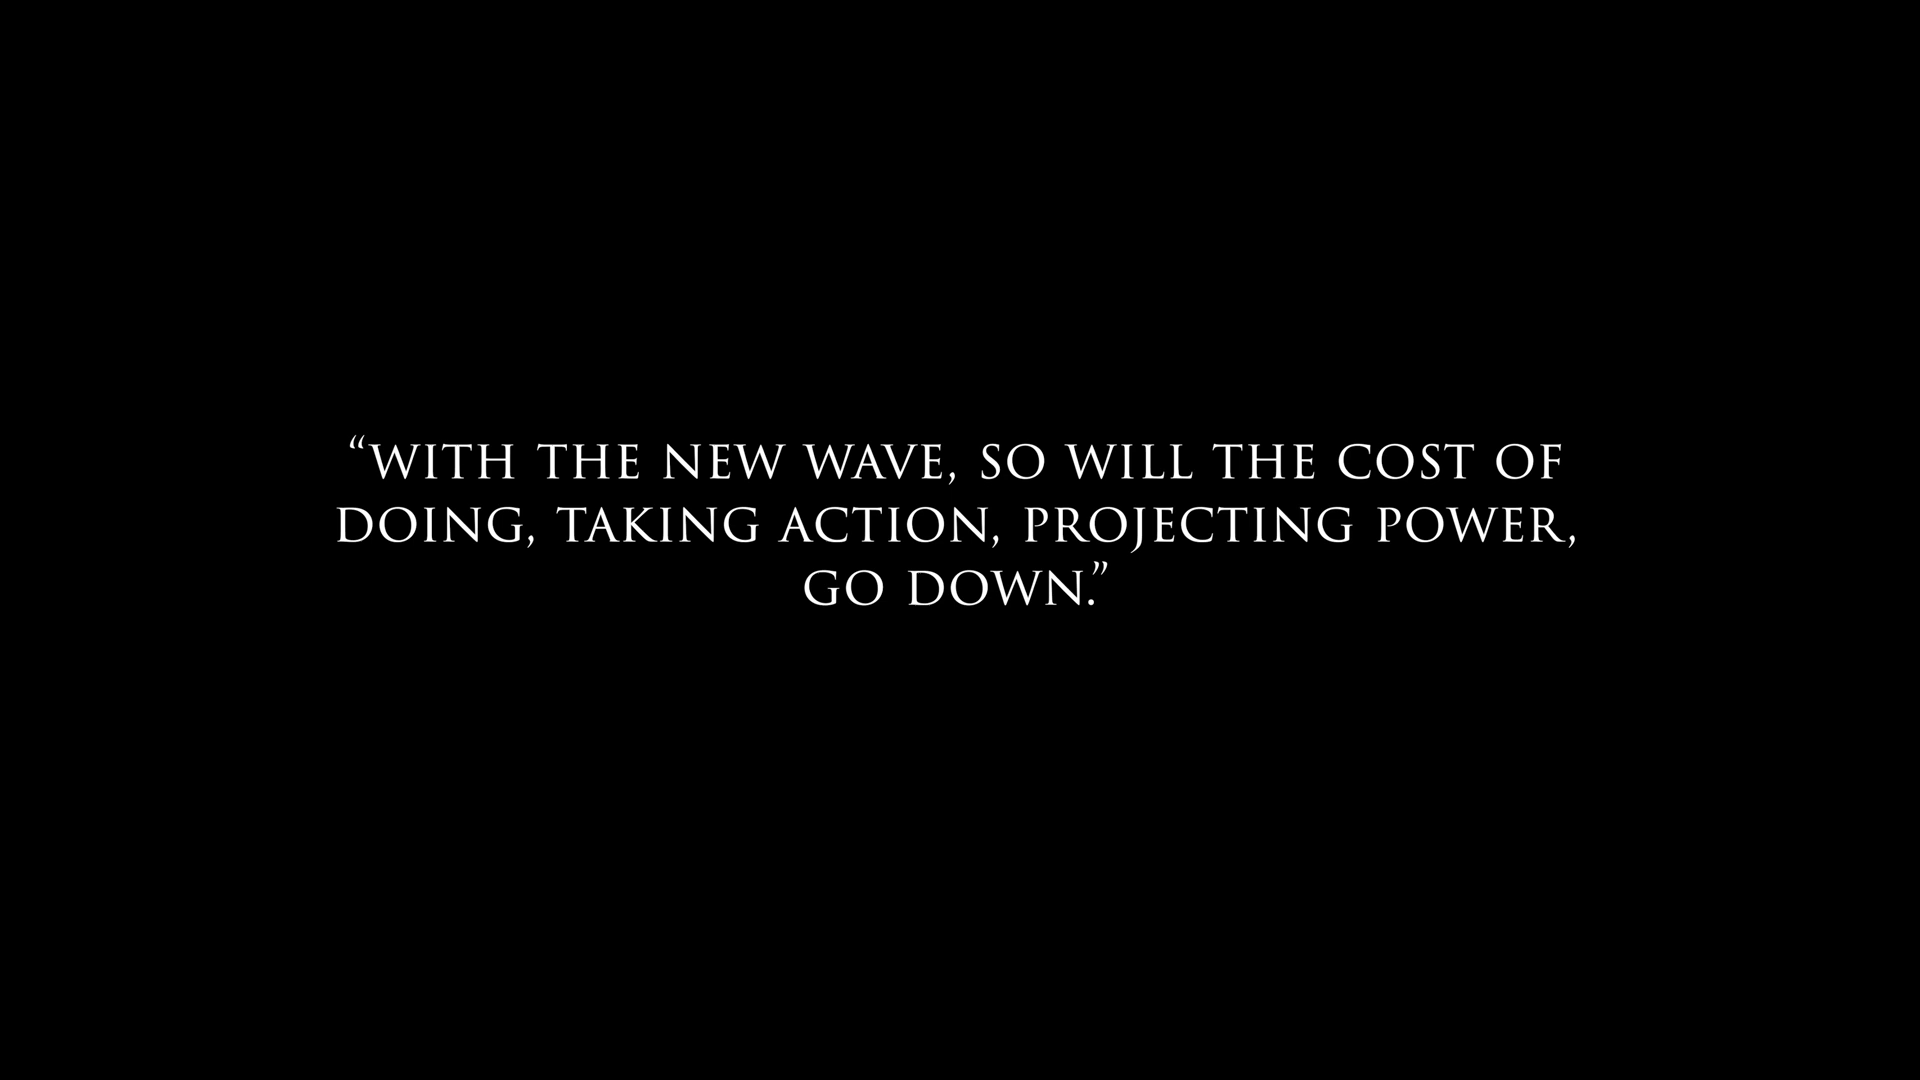 “WITH THE NEW WAVE, SO WILL THE COST OF
DOING, TAKING ACTION, PROJECTING POWER,
GO DOWN.”